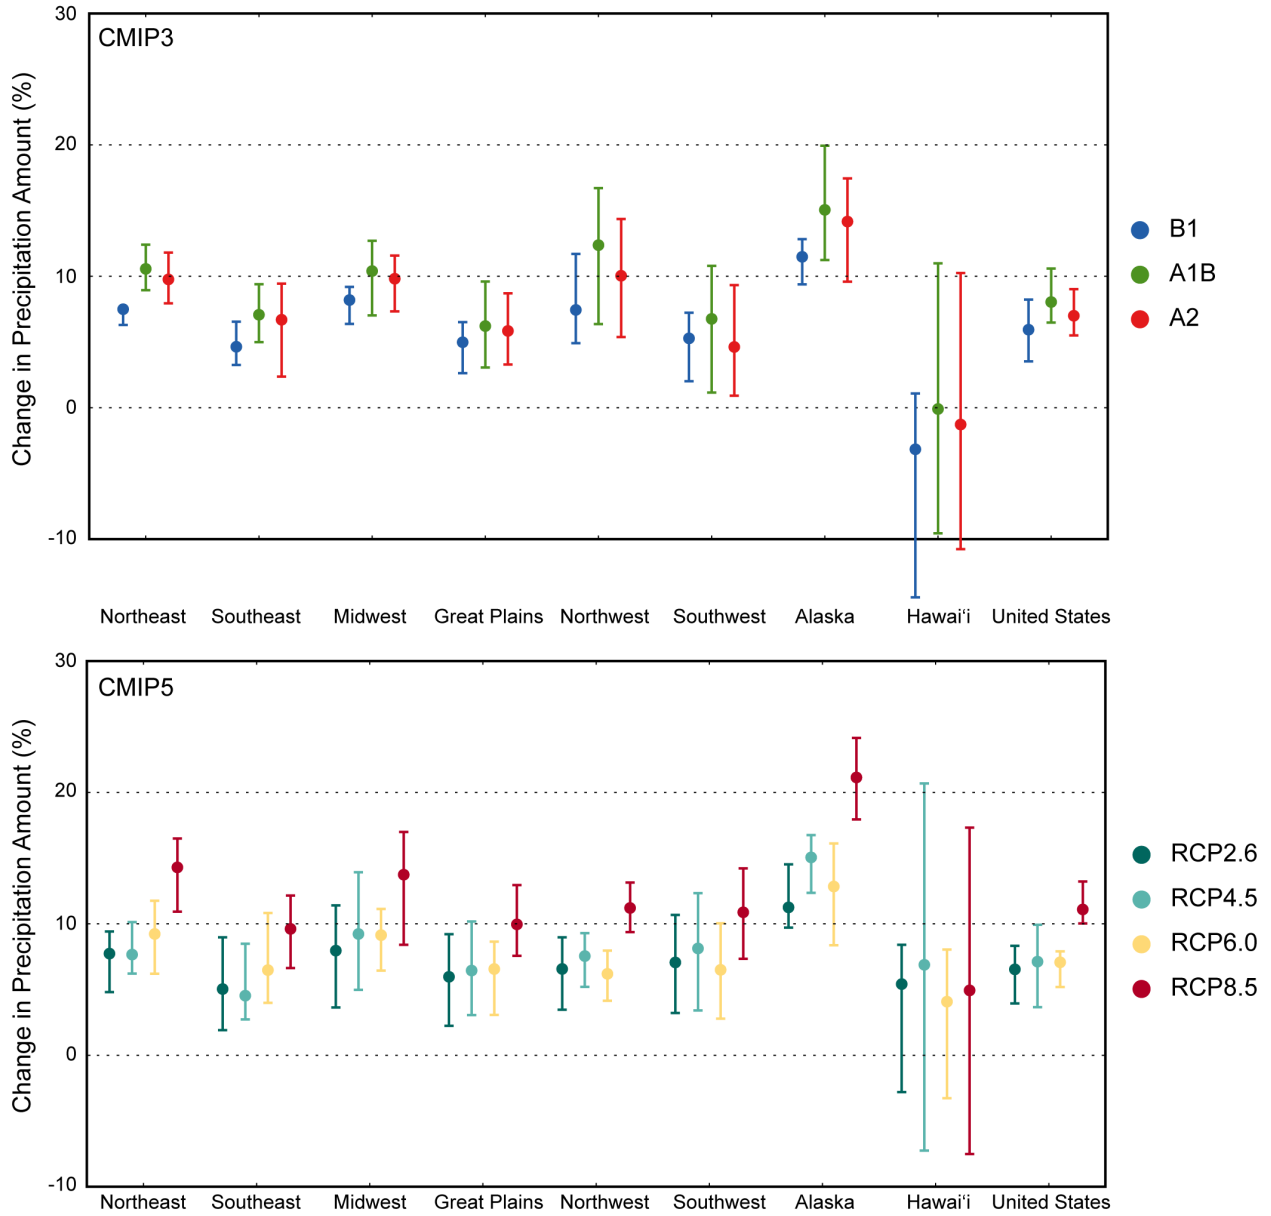 30
CMIP3
20
10
0
-10
Change in Precipitation Amount (%)
B1
A1B
A2
Northeast Southeast Midwest Great Plains Northwest Southwest Alaska Hawai‘i United States
30
CMIP5
20
10
0
-10
Change in Precipitation Amount (%)
RCP2.6
RCP4.5
RCP6.0
RCP8.5
Northeast Southeast Midwest Great Plains Northwest Southwest Alaska Hawai‘i United States